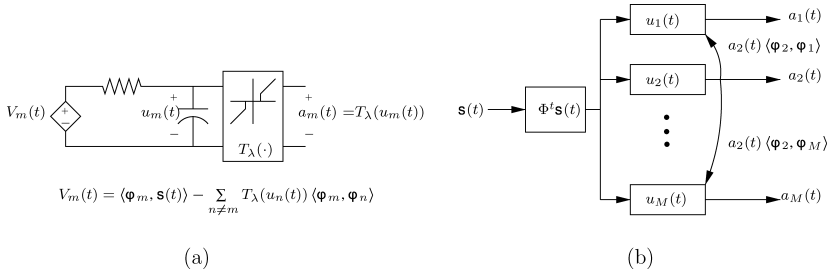 V_m(t)
+
−
u_m(t)
+
−
T_λ(·)
+
a_m(t) = T_λ(u_m(t))
−
V_m(t) = ⟨φ_m, s(t)⟩ − ∑_{n≠m} T_λ(u_n(t)) ⟨φ_m, φ_n⟩
(a)
s(t)
Φ^t s(t)
u_1(t)
a_1(t)
a_2(t) ⟨φ_2, φ_1⟩
u_2(t)
a_2(t)
a_2(t) ⟨φ_2, φ_M⟩
u_M(t)
a_M(t)
(b)